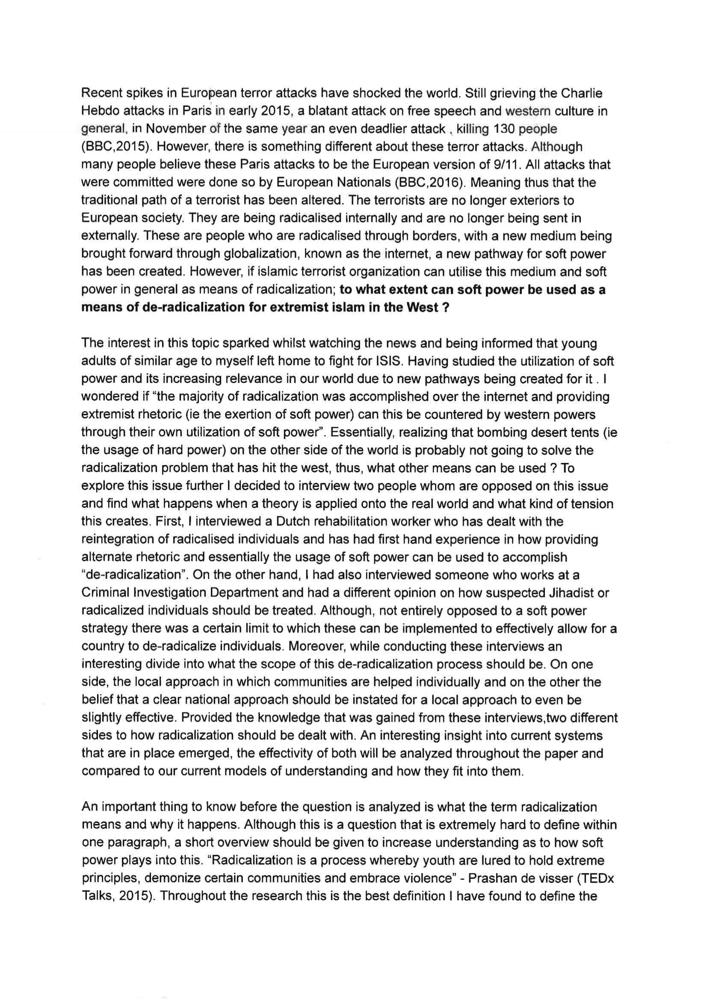 Recent spikes in European terror attacks have shocked the world. Still grieving the Charlie
Hebdo attacks in Paris in early 2015, a blatant attack on free speech and western culture in
general, in November of the same year an even deadlier attack , killing 130 people
(BBC,2015). However, there is something different about these terror attacks. Although
many people believe these Paris attacks to be the European version of 9/11. All attacks that
were committed were done so by European Nationals (BBC,2016). Meaning thus that the
traditional path of a terrorist has been altered. The terrorists are no longer exteriors to
European society. They are being radicalised internally and are no longer being sent in
externally. These are people who are radicalised through borders, with a new medium being
brought forward through globalization, known as the internet, a new pathway for soft power
has been created. However, if islamic terrorist organization can utilise this medium and soft
power in general as means of radicalization; to what extent can soft power be used as a
means of de-radicalization for extremist islam in the West ?
The interest in this topic sparked whilst watching the news and being informed that young
adults of similar age to myself left home to fight for ISIS. Having studied the utilization of soft
power and its increasing relevance in our world due to new pathways being created for it . I
wondered if “the majority of radicalization was accomplished over the internet and providing
extremist rhetoric (ie the exertion of soft power) can this be countered by western powers
through their own utilization of soft power”. Essentially, realizing that bombing desert tents (ie
the usage of hard power) on the other side of the world is probably not going to solve the
radicalization problem that has hit the west, thus, what other means can be used ? To
explore this issue further I decided to interview two people whom are opposed on this issue
and find what happens when a theory is applied onto the real world and what kind of tension
this creates. First, I interviewed a Dutch rehabilitation worker who has dealt with the
reintegration of radicalised individuals and has had first hand experience in how providing
alternate rhetoric and essentially the usage of soft power can be used to accomplish
“de-radicalization”. On the other hand, I had also interviewed someone who works at a
Criminal Investigation Department and had a different opinion on how suspected Jihadist or
radicalized individuals should be treated. Although, not entirely opposed to a soft power
strategy there was a certain limit to which these can be implemented to effectively allow for a
country to de-radicalize individuals. Moreover, while conducting these interviews an
interesting divide into what the scope of this de-radicalization process should be. On one
side, the local approach in which communities are helped individually and on the other the
belief that a clear national approach should be instated for a local approach to even be
slightly effective. Provided the knowledge that was gained from these interviews,two different
sides to how radicalization should be dealt with. An interesting insight into current systems
that are in place emerged, the effectivity of both will be analyzed throughout the paper and
compared to our current models of understanding and how they fit into them.
An important thing to know before the question is analyzed is what the term radicalization
means and why it happens. Although this is a question that is extremely hard to define within
one paragraph, a short overview should be given to increase understanding as to how soft
power plays into this. “Radicalization is a process whereby youth are lured to hold extreme
principles, demonize certain communities and embrace violence” - Prashan de visser (TEDx
Talks, 2015). Throughout the research this is the best definition I have found to define the